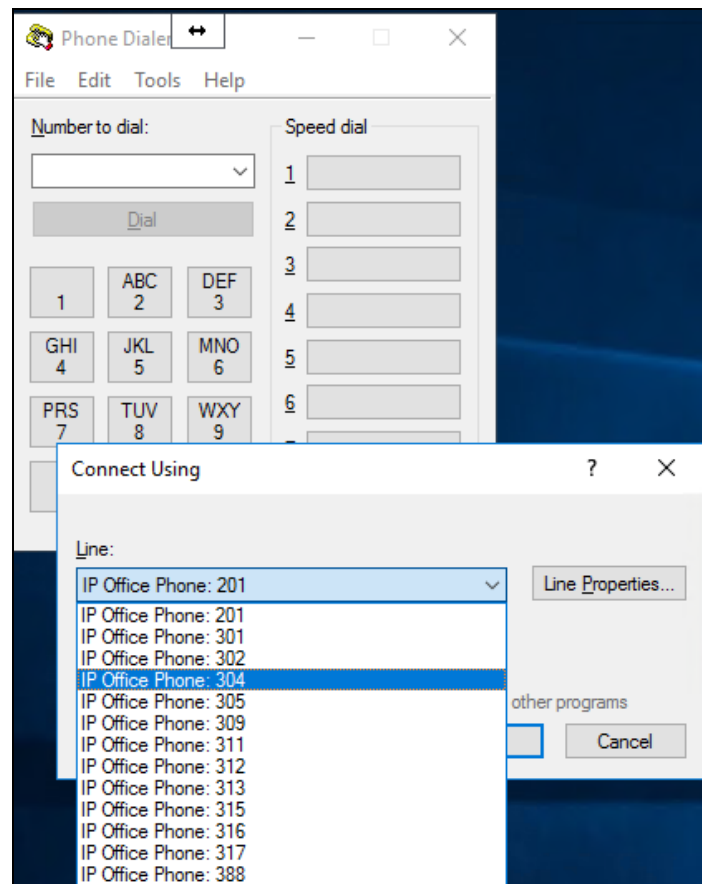 Phone Dialer
File Edit Tools Help
Number to dial:
Speed dial
Dial
1
2
3
4
5
6
1
ABC
2
DEF
3
GHI
4
JKL
5
MNO
6
PRS
7
TUV
8
WXY
9
Connect Using
?
Line:
IP Office Phone: 201
Line Properties...
IP Office Phone: 201
IP Office Phone: 301
IP Office Phone: 302
IP Office Phone: 304
IP Office Phone: 305
IP Office Phone: 309
IP Office Phone: 311
IP Office Phone: 312
IP Office Phone: 313
IP Office Phone: 315
IP Office Phone: 316
IP Office Phone: 317
IP Office Phone: 388
other programs
Cancel